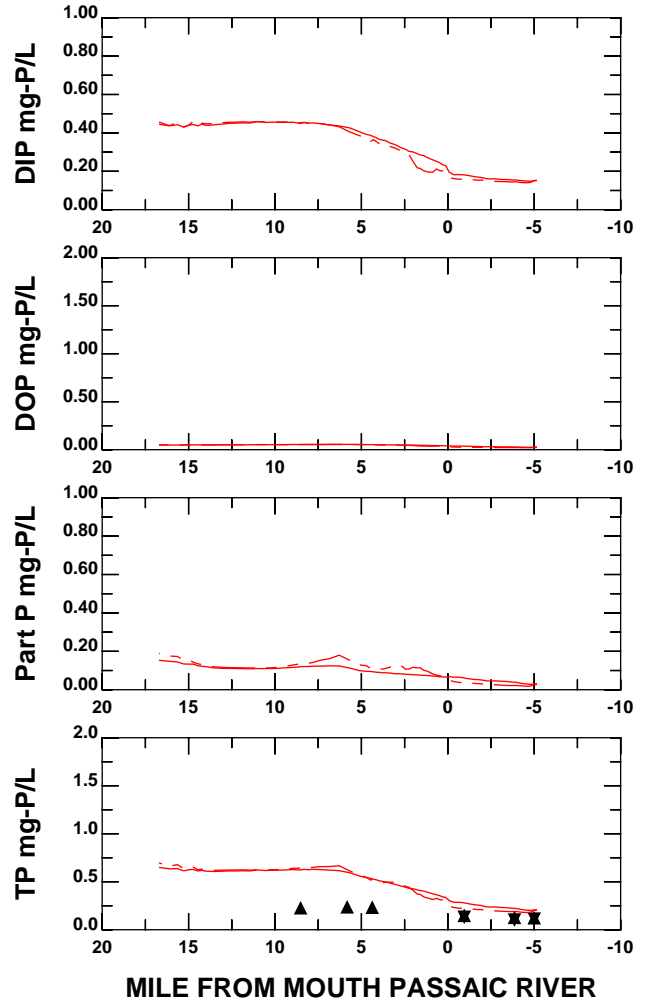 1.00
0.80
0.60
0.40
0.20
0.00
DIP mg-P/L
20 15 10 5 0 -5 -10
2.00
1.50
1.00
0.50
0.00
DOP mg-P/L
20 15 10 5 0 -5 -10
1.00
0.80
0.60
0.40
0.20
0.00
Part P mg-P/L
20 15 10 5 0 -5 -10
2.0
1.5
1.0
0.5
0.0
TP mg-P/L
20 15 10 5 0 -5 -10
MILE FROM MOUTH PASSAIC RIVER